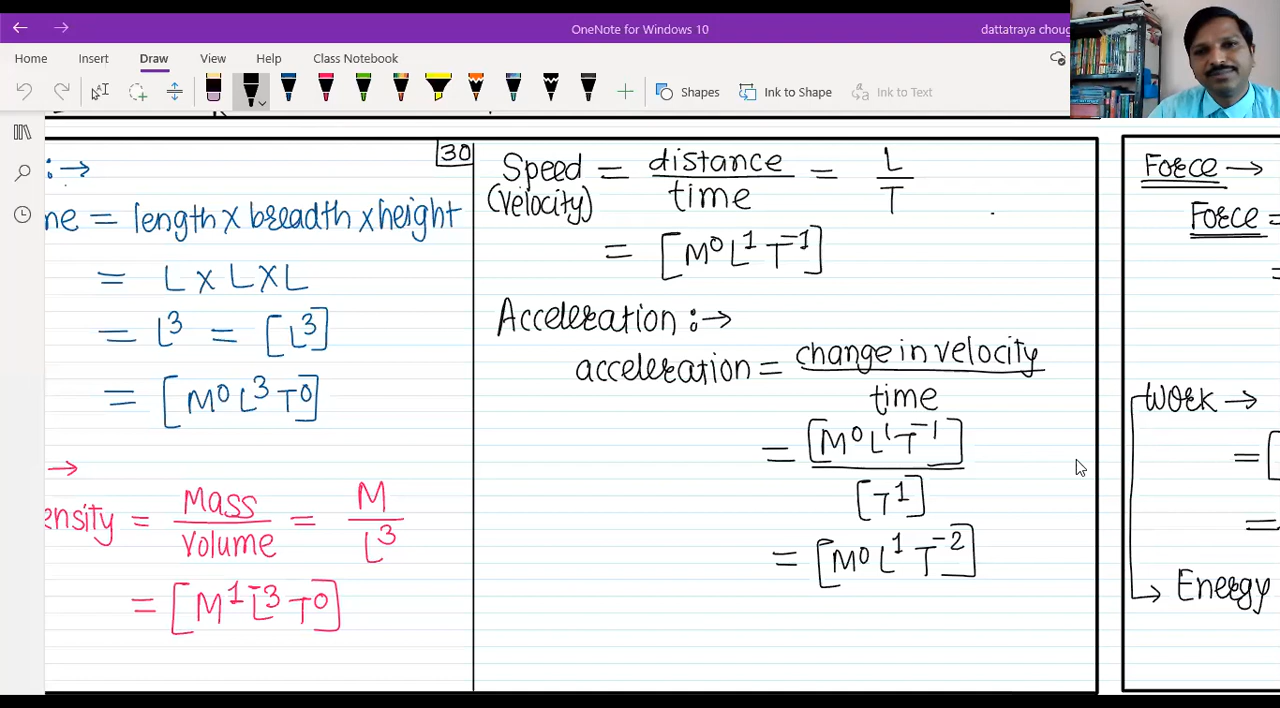 OneNote for Windows 10
dattatraya choug
Home Insert Draw View Help Class Notebook
Shapes Ink to Shape Ink to Text
30
:→
me = length x breadth x height
= L x L x L
= L³ = [L³]
= [M⁰ L³ T⁰]
→
ensity = Mass / Volume = M / L³
= [M¹ L⁻³ T⁰]
Speed (Velocity) = distance / time = L / T
= [M⁰ L¹ T⁻¹]
Acceleration :→
acceleration = change in velocity / time
= [M⁰ L¹ T⁻¹] / [T¹]
= [M⁰ L¹ T⁻²]
Force →
Force =
=
Work →
= [
=
→ Energy